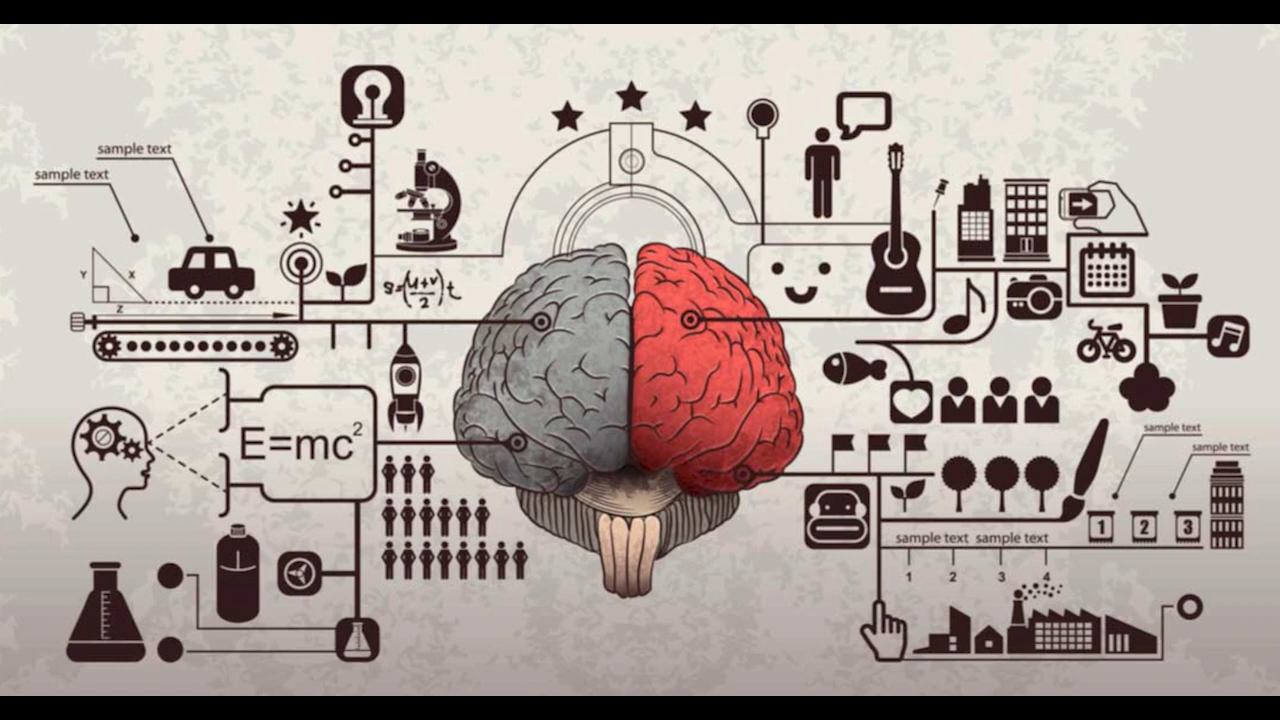 sample text
sample text
Y
X
Z
s=(u+v/2)t
E=mc²
sample text
sample text
1 2 3
sample text sample text
1 2 3 4